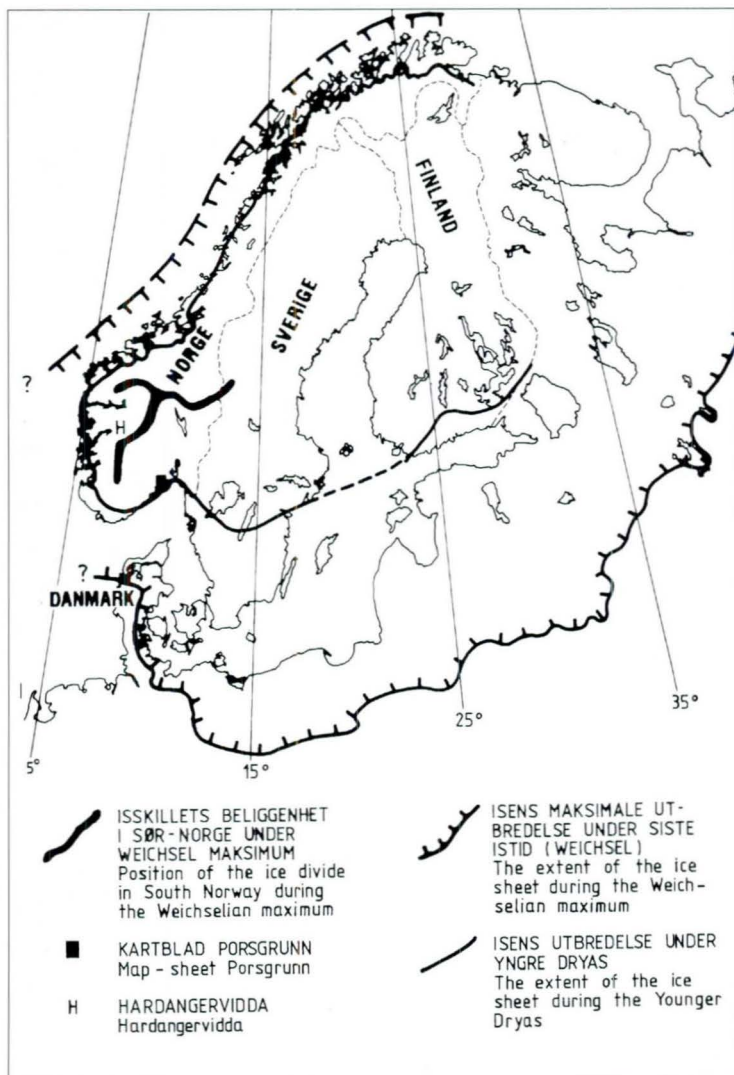 FINLAND
SVERIGE
NORGE
?
H
?
DANMARK
5°
15°
25°
35°
ISSKILLETS BELIGGENHET
I SØR-NORGE UNDER
WEICHSEL MAKSIMUM
Position of the ice divide
in South Norway during
the Weichselian maximum
KARTBLAD PORSGRUNN
Map-sheet Porsgrunn
H HARDANGERVIDDA
Hardangervidda
ISENS MAKSIMALE UT-
BREDELSE UNDER SISTE
ISTID (WEICHSEL)
The extent of the ice
sheet during the Weich-
selian maximum
ISENS UTBREDELSE UNDER
YNGRE DRYAS
The extent of the ice
sheet during the Younger
Dryas